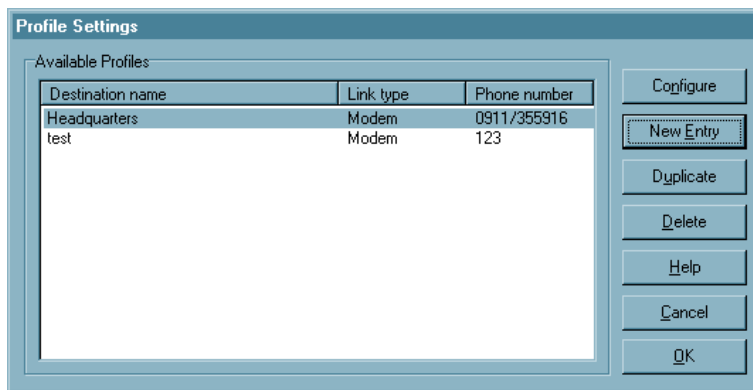 Profile Settings
Available Profiles
Destination name Link type Phone number
Headquarters Modem 0911/355916
test Modem 123
Configure
New Entry
Duplicate
Delete
Help
Cancel
OK